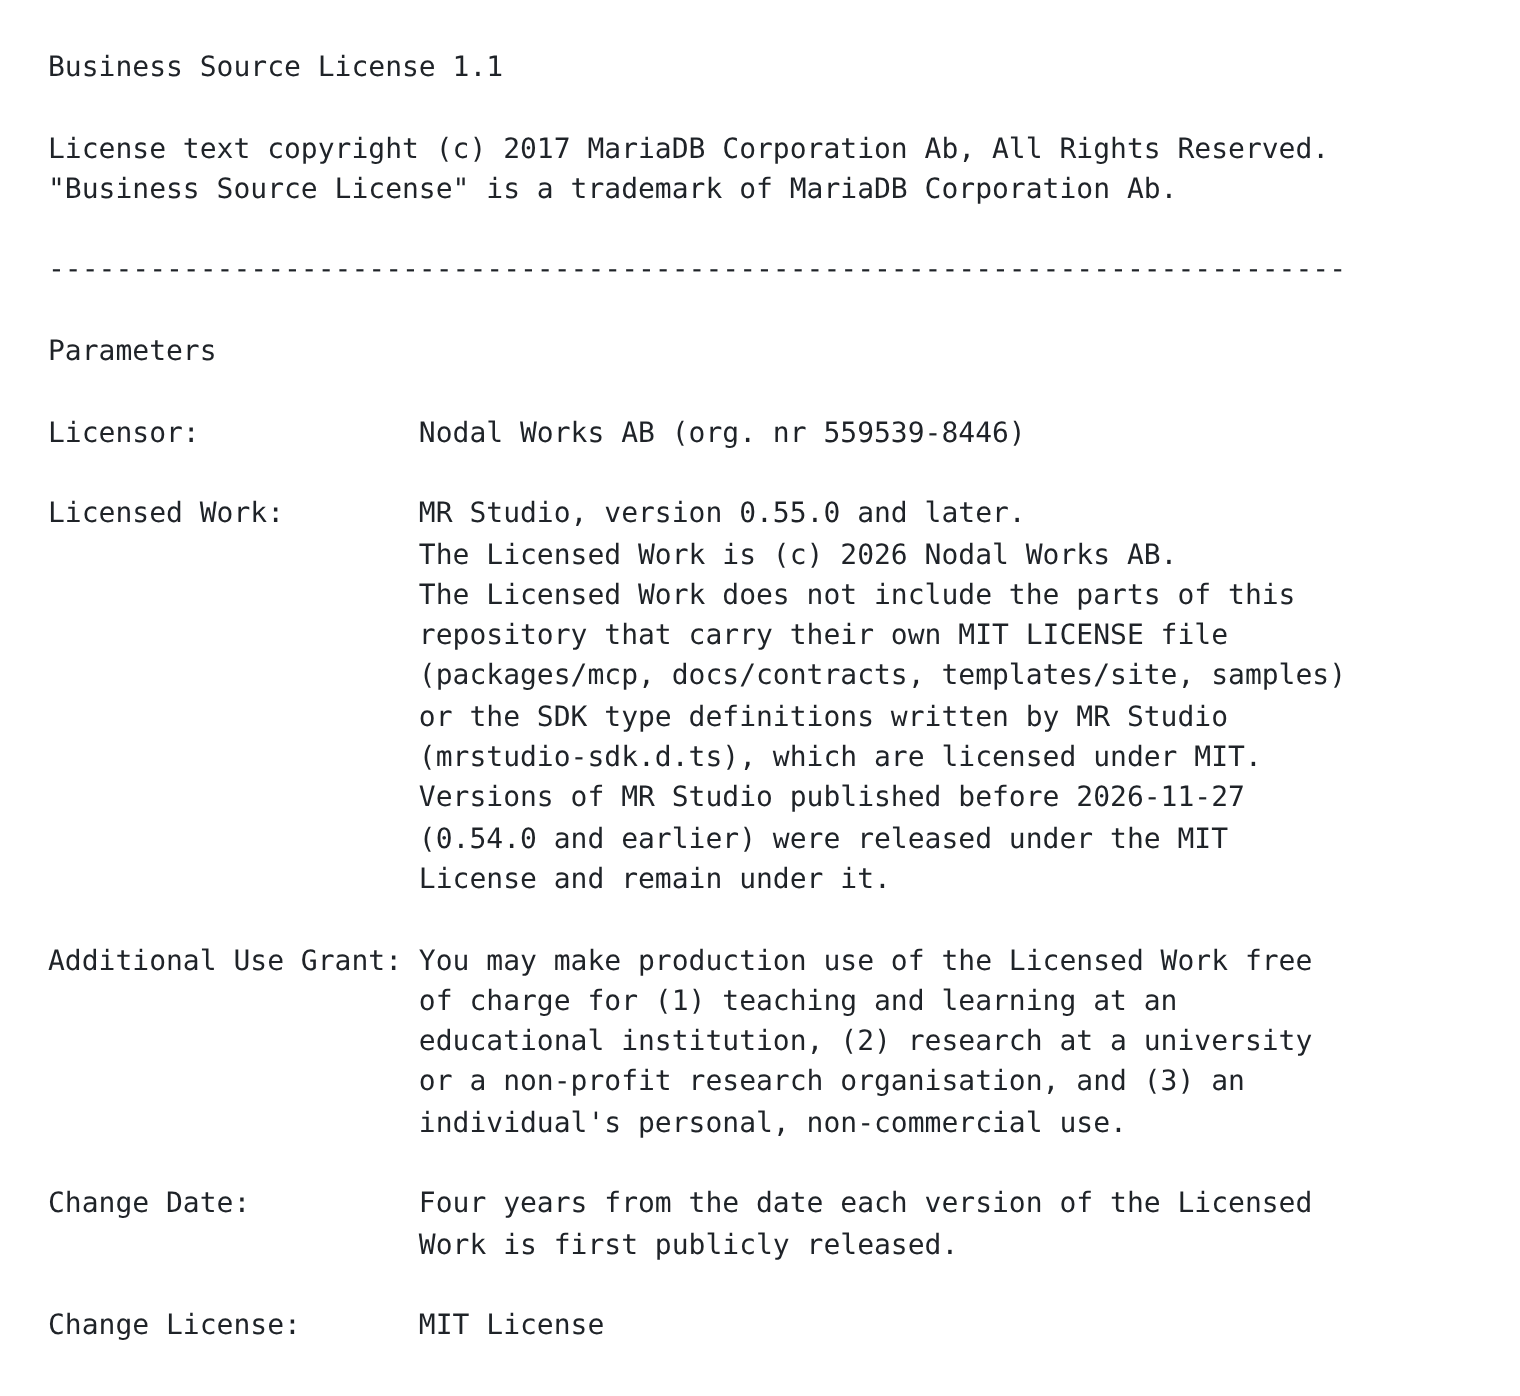 Business Source License 1.1
License text copyright (c) 2017 MariaDB Corporation Ab, All Rights Reserved.
"Business Source License" is a trademark of MariaDB Corporation Ab.
-----------------------------------------------------------------------------
Parameters
Licensor: Nodal Works AB (org. nr 559539-8446)
Licensed Work: MR Studio, version 0.55.0 and later.
The Licensed Work is (c) 2026 Nodal Works AB.
The Licensed Work does not include the parts of this
repository that carry their own MIT LICENSE file
(packages/mcp, docs/contracts, templates/site, samples)
or the SDK type definitions written by MR Studio
(mrstudio-sdk.d.ts), which are licensed under MIT.
Versions of MR Studio published before 2026-11-27
(0.54.0 and earlier) were released under the MIT
License and remain under it.
Additional Use Grant: You may make production use of the Licensed Work free
of charge for (1) teaching and learning at an
educational institution, (2) research at a university
or a non-profit research organisation, and (3) an
individual's personal, non-commercial use.
Change Date: Four years from the date each version of the Licensed
Work is first publicly released.
Change License: MIT License